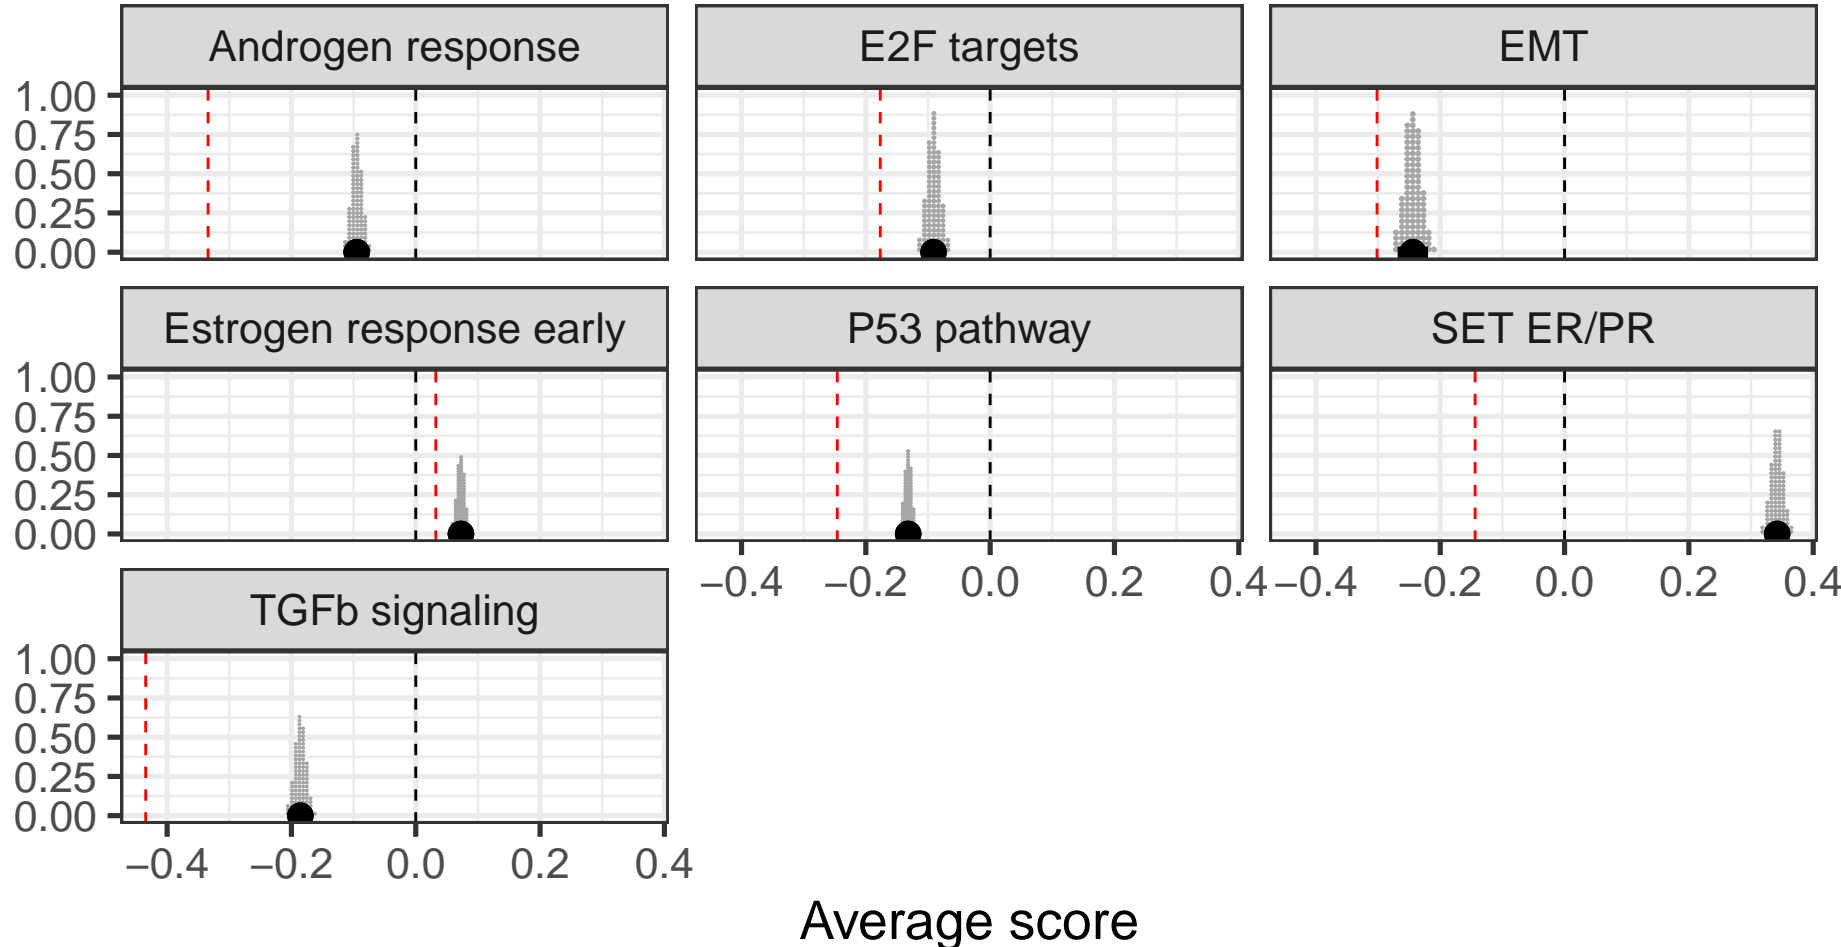 Androgen response E2F targets EMT
1.00
0.75
0.50
0.25
0.00
Estrogen response early P53 pathway SET ER/PR
1.00
0.75
0.50
0.25
0.00
−0.4 −0.2 0.0 0.2 0.4 −0.4 −0.2 0.0 0.2 0.4
TGFb signaling
1.00
0.75
0.50
0.25
0.00
−0.4 −0.2 0.0 0.2 0.4
Average score